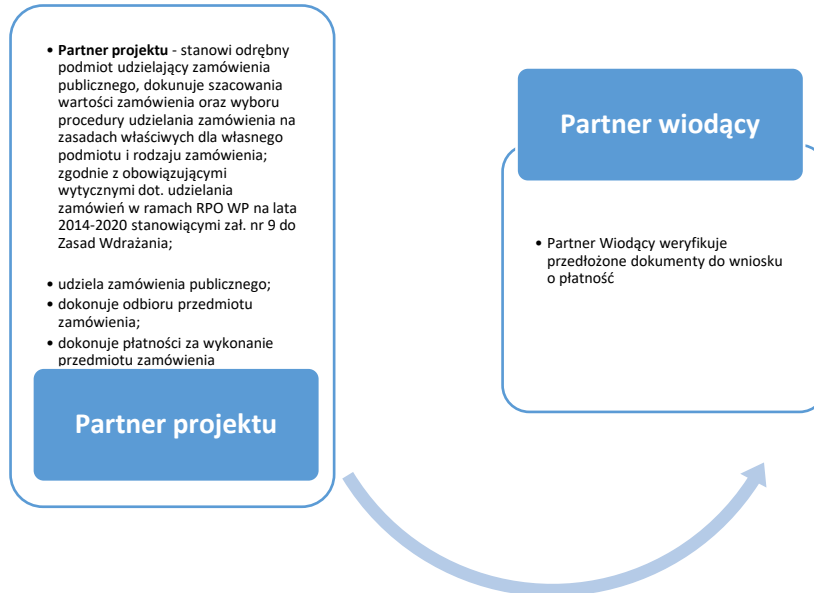 • Partner projektu - stanowi odrębny
podmiot udzielający zamówienia
publicznego, dokunuje szacowania
wartości zamówienia oraz wyboru
procedury udzielania zamówienia na
zasadach właściwych dla własnego
podmiotu i rodzaju zamówienia;
zgodnie z obowiązującymi
wytycznymi dot. udzielania
zamówień w ramach RPO WP na lata
2014-2020 stanowiącymi zał. nr 9 do
Zasad Wdrażania;
• udziela zamówienia publicznego;
• dokonuje odbioru przedmiotu
zamówienia;
• dokonuje płatności za wykonanie
przedmiotu zamówienia
Partner projektu
Partner wiodący
• Partner Wiodący weryfikuje
przedłożone dokumenty do wniosku
o płatność